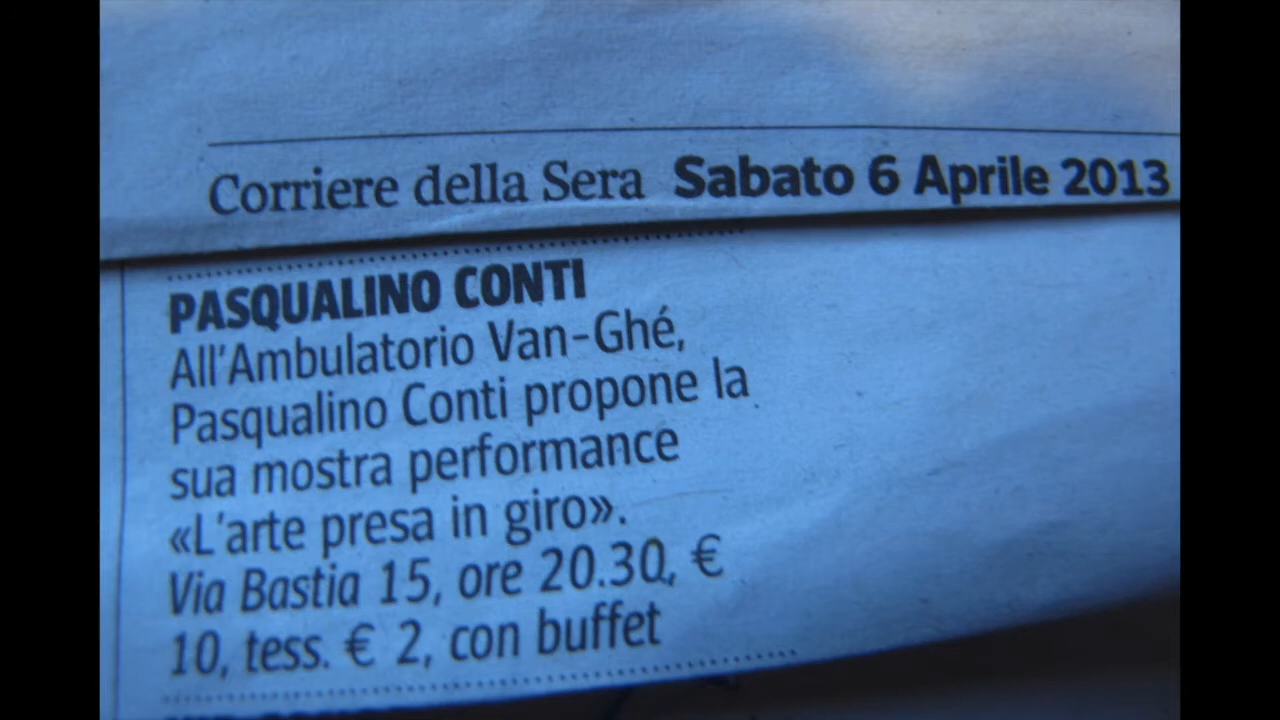 Corriere della Sera Sabato 6 Aprile 2013
PASQUALINO CONTI
All'Ambulatorio Van-Ghé,
Pasqualino Conti propone la
sua mostra performance
«L'arte presa in giro».
Via Bastia 15, ore 20.30, €
10, tess. € 2, con buffet